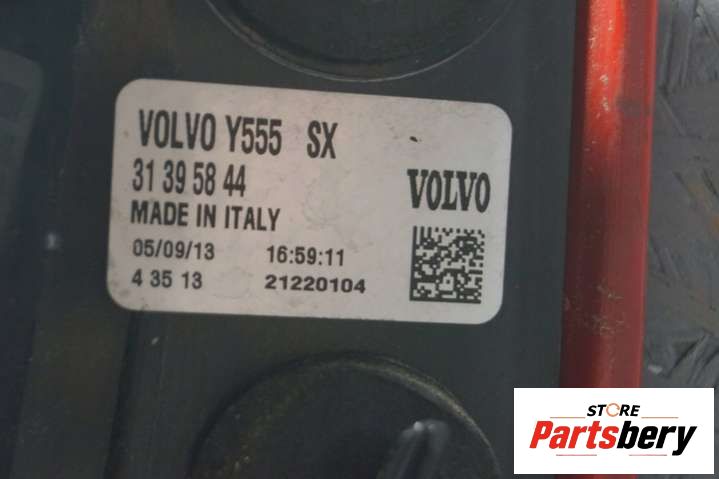 VOLVO Y555 SX
31 39 58 44
VOLVO
MADE IN ITALY
05/09/13 16:59:11
4 35 13 21220104
STORE
Partsbery